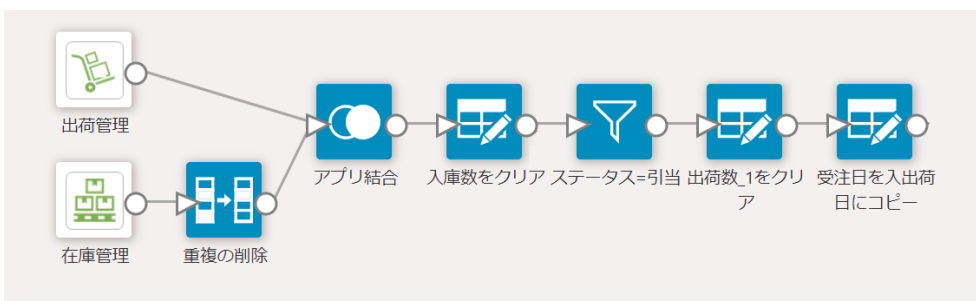 出荷管理
在庫管理
重複の削除
アプリ結合
入庫数をクリア
ステータス=引当
出荷数_1をクリ
ア
受注日を入出荷
日にコピー